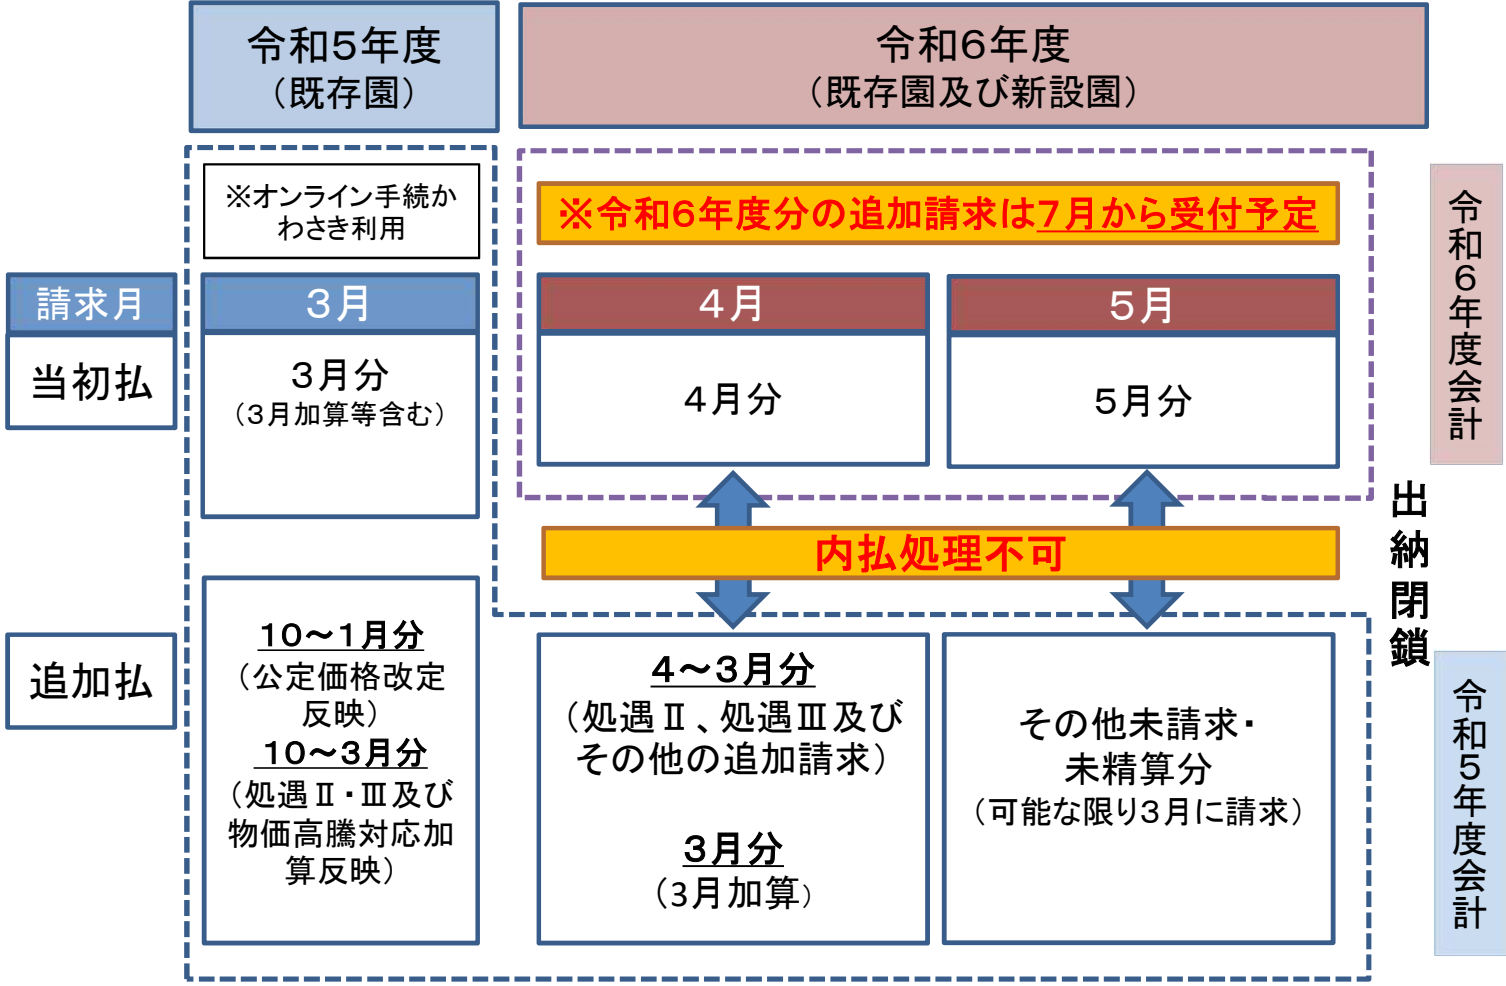 令和５年度
（既存園）
令和６年度
（既存園及び新設園）
※オンライン手続か
わさき利用
※令和６年度分の追加請求は７月から受付予定
令和６年度会計
請求月
３月
４月
５月
当初払
３月分
（３月加算等含む）
４月分
５月分
内払処理不可
出納閉鎖
追加払
１０～１月分
（公定価格改定
反映）
１０～３月分
（処遇Ⅱ・Ⅲ及び
物価高騰対応加
算反映）
４～３月分
（処遇Ⅱ、処遇Ⅲ及び
その他の追加請求）
３月分
（3月加算）
その他未請求・
未精算分
（可能な限り３月に請求）
令和５年度会計